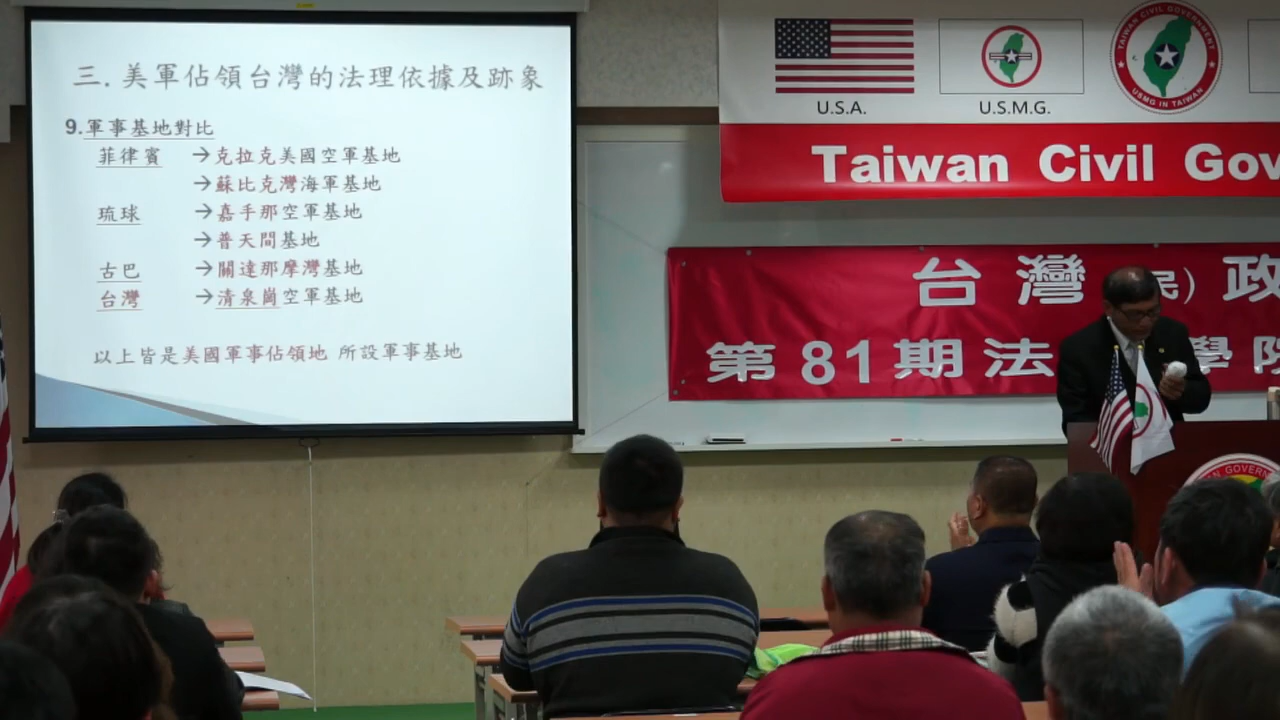 三. 美軍佔領台灣的法理依據及跡象
9.軍事基地對比
菲律賓 →克拉克美國空軍基地
→蘇比克灣海軍基地
琉球 →嘉手那空軍基地
→普天間基地
古巴 →關達那摩灣基地
台灣 →清泉崗空軍基地
以上皆是美國軍事佔領地 所設軍事基地
U.S.A.
U.S.M.G.
TAIWAN CIVIL GOVERNMENT
USMG IN TAIWAN
Taiwan Civil Gov
台灣 民) 政
第81期法 學院